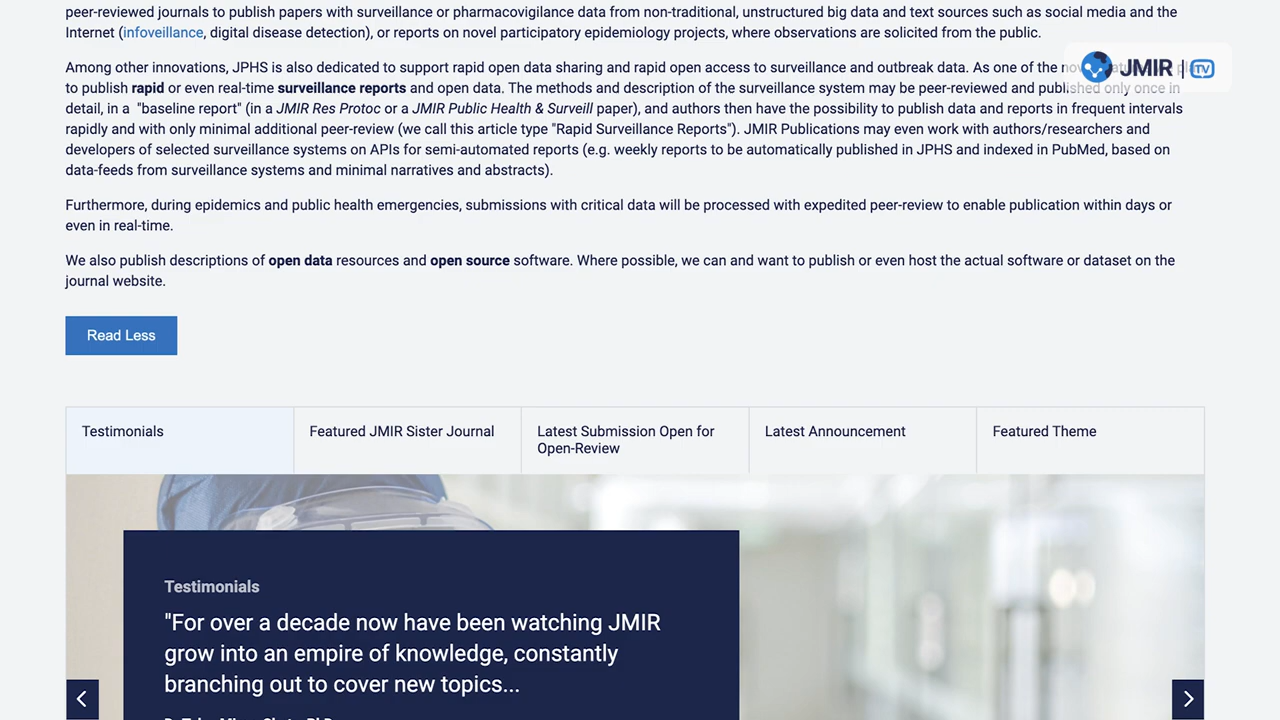 peer-reviewed journals to publish papers with surveillance or pharmacovigilance data from non-traditional, unstructured big data and text sources such as social media and the
Internet (infoveillance, digital disease detection), or reports on novel participatory epidemiology projects, where observations are solicited from the public.
Among other innovations, JPHS is also dedicated to support rapid open data sharing and rapid open access to surveillance and outbreak data. As one of the
JMIR TV
to publish rapid or even real-time surveillance reports and open data. The methods and description of the surveillance system may be peer-reviewed and published only once in
detail, in a "baseline report" (in a JMIR Res Protoc or a JMIR Public Health & Surveill paper), and authors then have the possibility to publish data and reports in frequent intervals
rapidly and with only minimal additional peer-review (we call this article type "Rapid Surveillance Reports"). JMIR Publications may even work with authors/researchers and
developers of selected surveillance systems on APIs for semi-automated reports (e.g. weekly reports to be automatically published in JPHS and indexed in PubMed, based on
data-feeds from surveillance systems and minimal narratives and abstracts).
Furthermore, during epidemics and public health emergencies, submissions with critical data will be processed with expedited peer-review to enable publication within days or
even in real-time.
We also publish descriptions of open data resources and open source software. Where possible, we can and want to publish or even host the actual software or dataset on the
journal website.
Read Less
Testimonials
Featured JMIR Sister Journal
Latest Submission Open for
Open-Review
Latest Announcement
Featured Theme
Testimonials
"For over a decade now have been watching JMIR
grow into an empire of knowledge, constantly
branching out to cover new topics...